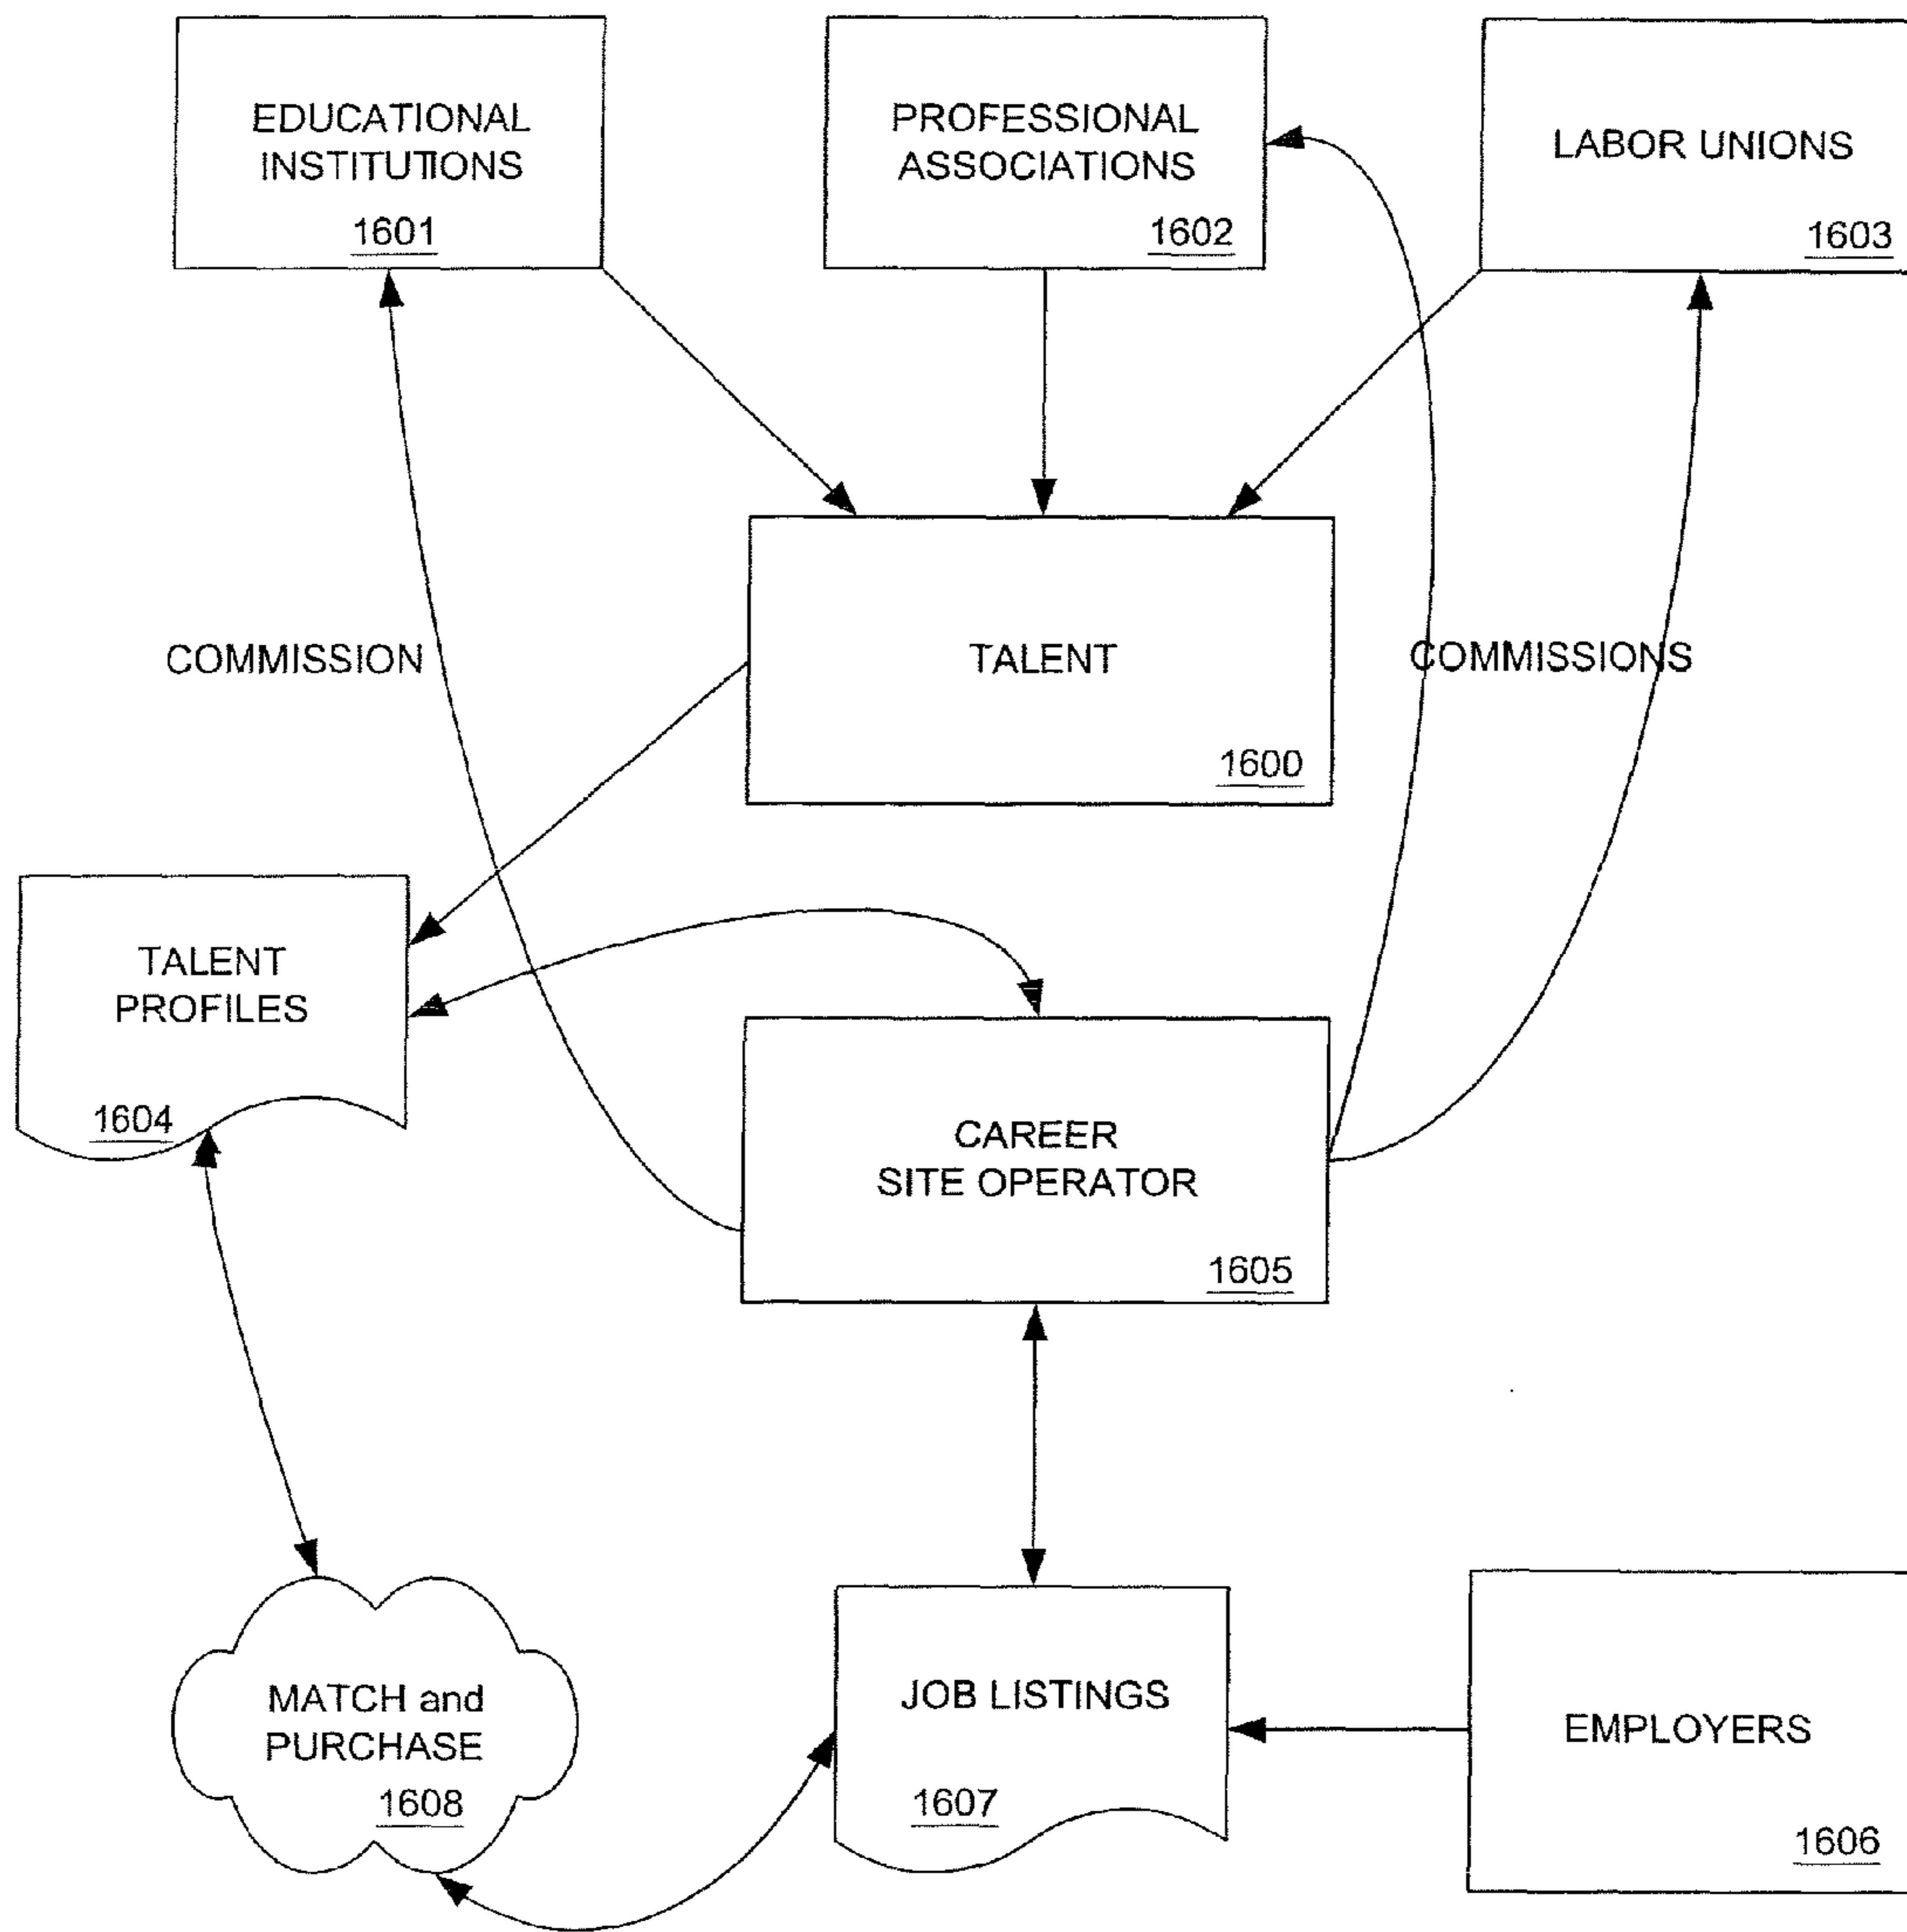 EDUCATIONAL
INSTITUTIONS
1601
PROFESSIONAL
ASSOCIATIONS
1602
LABOR UNIONS
1603
COMMISSION
TALENT
1600
COMMISSIONS
TALENT
PROFILES
1604
CAREER
SITE OPERATOR
1605
MATCH and
PURCHASE
1608
JOB LISTINGS
1607
EMPLOYERS
1606